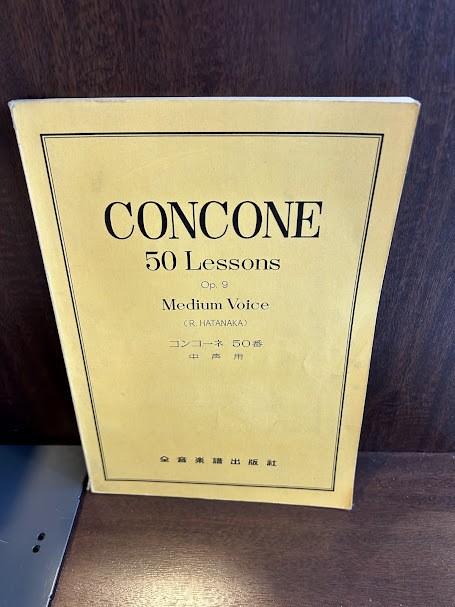 CONCONE
50 Lessons
Op. 9
Medium Voice
(R. HATANAKA)
コンコーネ 50番
中声用
全音楽譜出版社